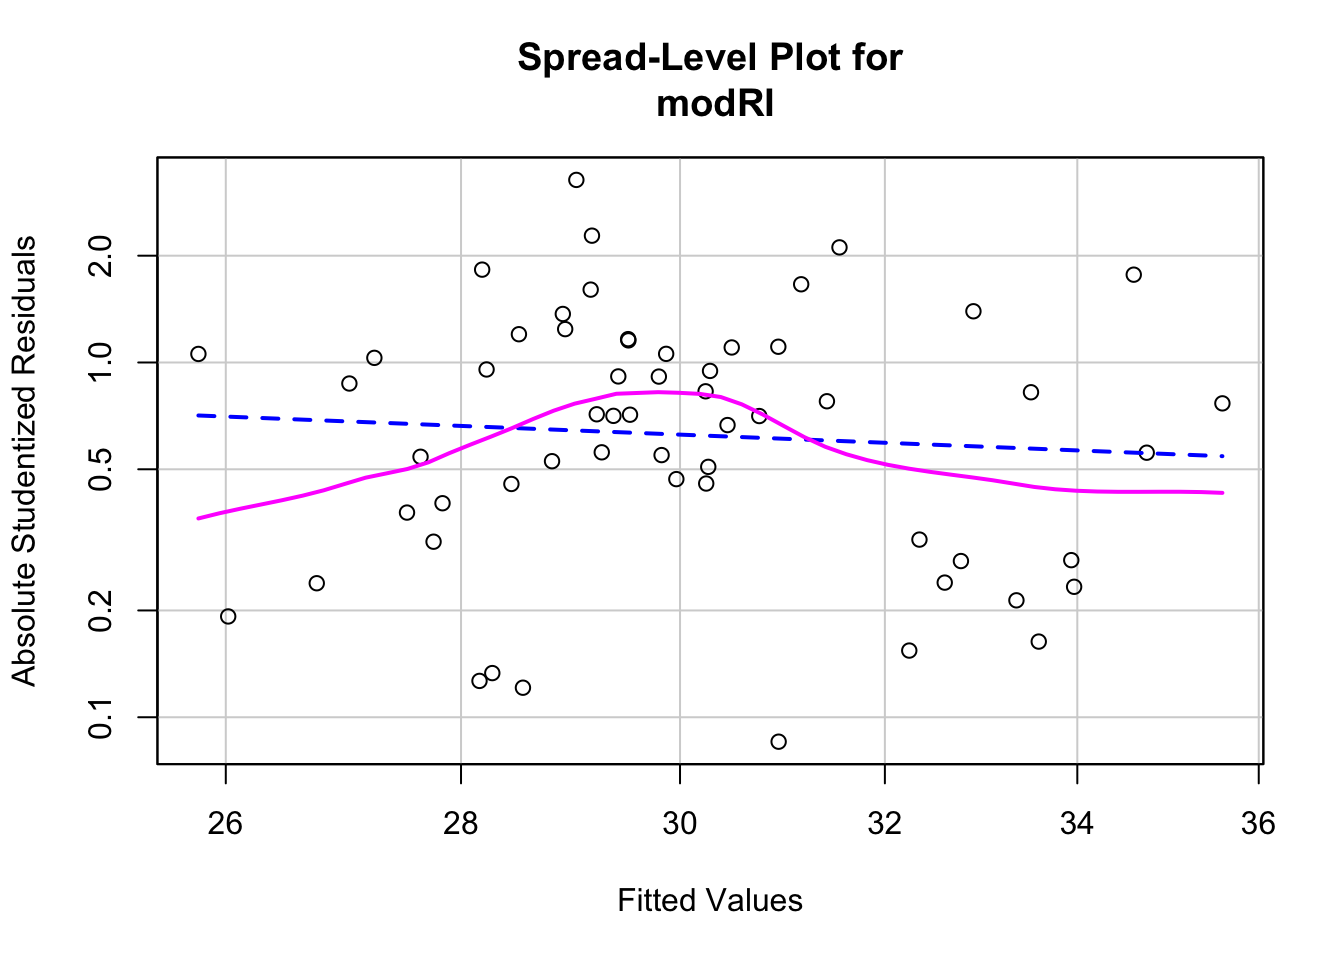 Spread-Level Plot for
modRI
Absolute Studentized Residuals
2.0
1.0
0.5
0.2
0.1
26 28 30 32 34 36
Fitted Values